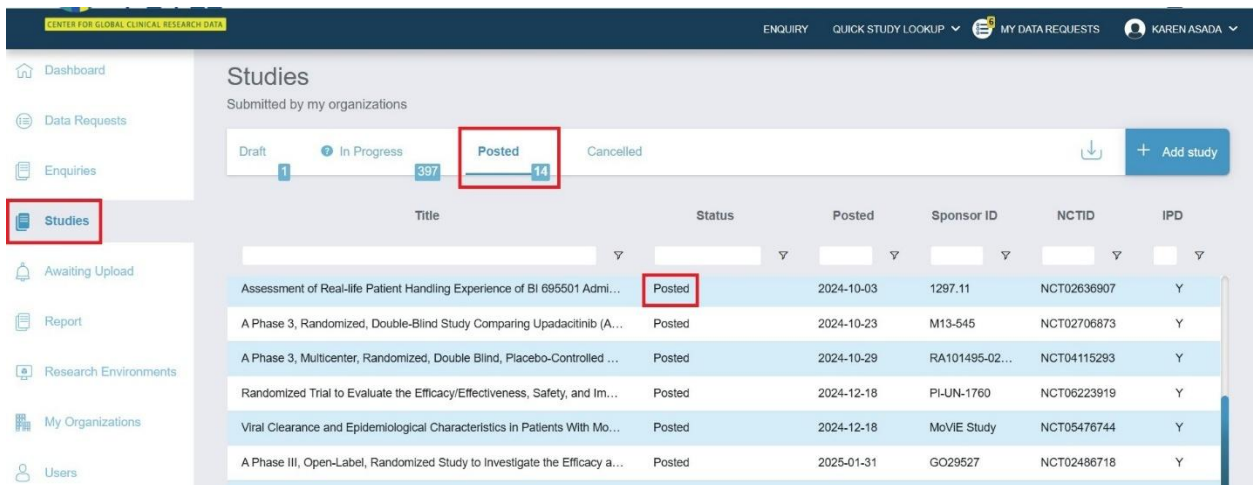 CENTER FOR GLOBAL CLINICAL RESEARCH DATA
ENQUIRY QUICK STUDY LOOKUP 6 MY DATA REQUESTS KAREN ASADA
Dashboard
Data Requests
Enquiries
Studies
Awaiting Upload
Report
Research Environments
My Organizations
Users
Studies
Submitted by my organizations
Draft 1 ? In Progress 397 Posted 14 Cancelled + Add study
Title Status Posted Sponsor ID NCTID IPD
Assessment of Real-life Patient Handling Experience of BI 695501 Admi... Posted 2024-10-03 1297.11 NCT02636907 Y
A Phase 3, Randomized, Double-Blind Study Comparing Upadacitinib (A... Posted 2024-10-23 M13-545 NCT02706873 Y
A Phase 3, Multicenter, Randomized, Double Blind, Placebo-Controlled ... Posted 2024-10-29 RA101495-02... NCT04115293 Y
Randomized Trial to Evaluate the Efficacy/Effectiveness, Safety, and Im... Posted 2024-12-18 PI-UN-1760 NCT06223919 Y
Viral Clearance and Epidemiological Characteristics in Patients With Mo... Posted 2024-12-18 MoViE Study NCT05476744 Y
A Phase III, Open-Label, Randomized Study to Investigate the Efficacy a... Posted 2025-01-31 GO29527 NCT02486718 Y